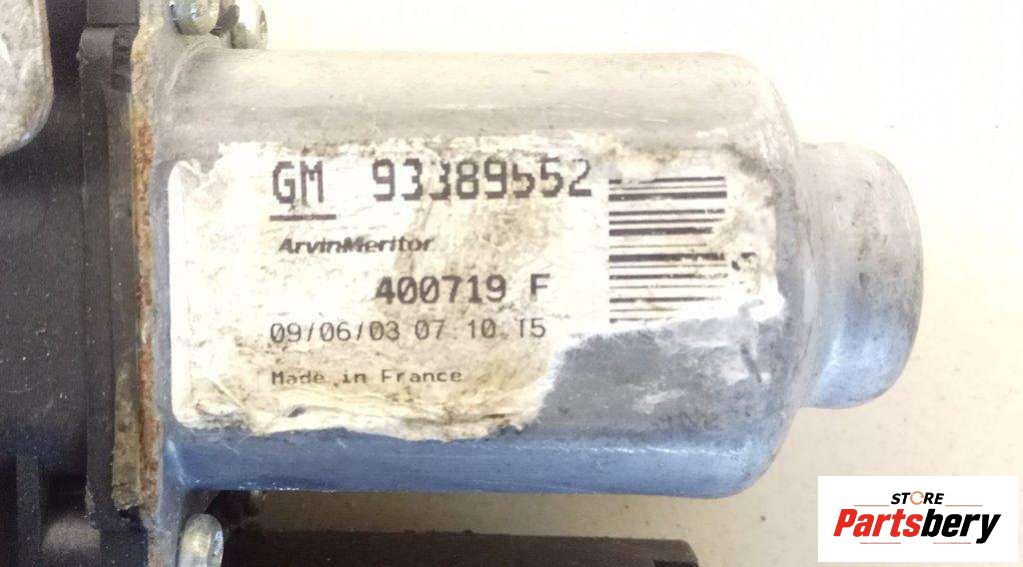 GM 93389552
ArvinMeritor
400719 F
09/06/03 07 10 15
Made in France
STORE
Partsbery